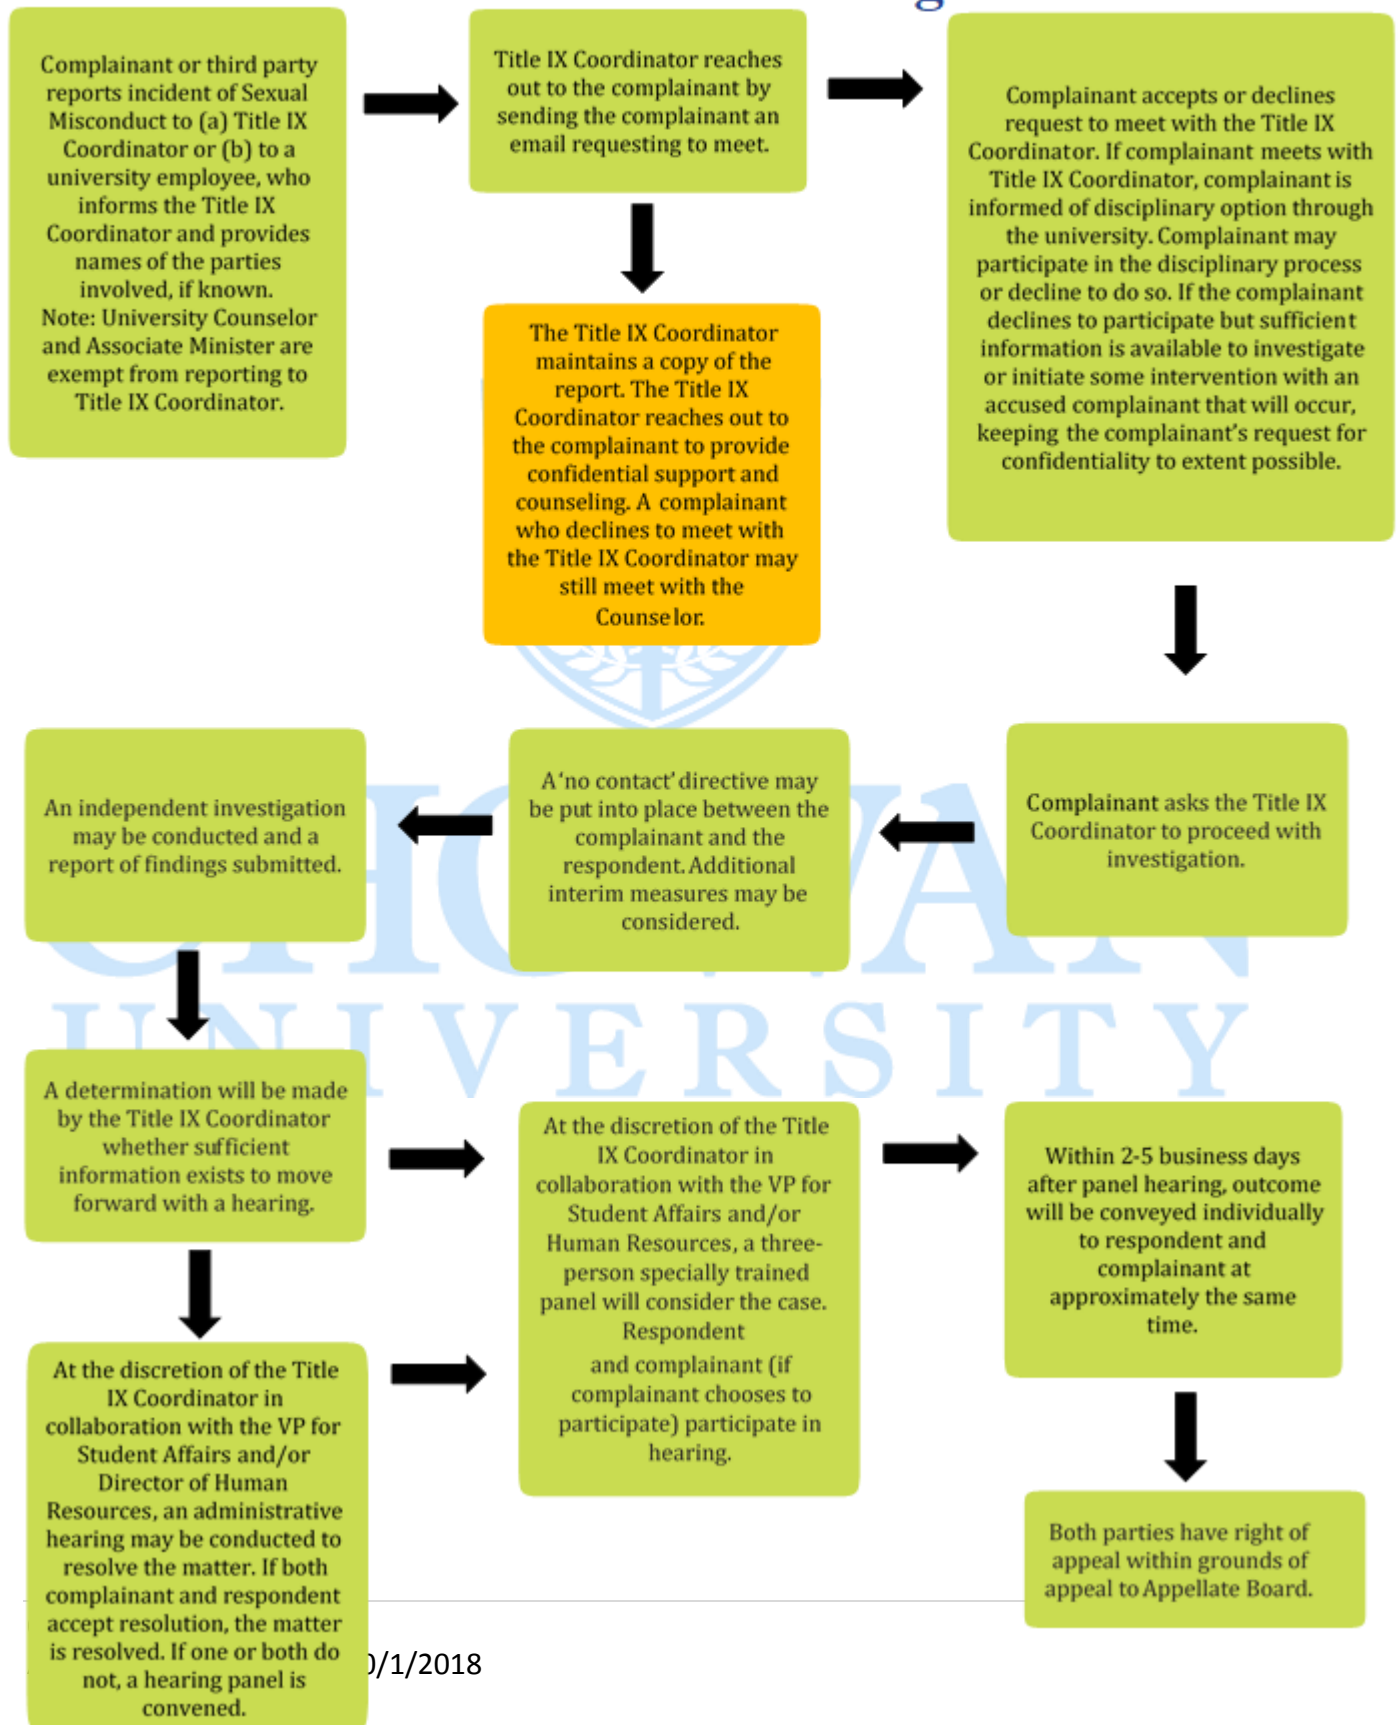 Complainant or third party
reports incident of Sexual
Misconduct to (a) Title IX
Coordinator or (b) to a
university employee, who
informs the Title IX
Coordinator and provides
names of the parties
involved, if known.
Note: University Counselor
and Associate Minister are
exempt from reporting to
Title IX Coordinator.
Title IX Coordinator reaches
out to the complainant by
sending the complainant an
email requesting to meet.
Complainant accepts or declines
request to meet with the Title IX
Coordinator. If complainant meets with
Title IX Coordinator, complainant is
informed of disciplinary option through
the university. Complainant may
participate in the disciplinary process
or decline to do so. If the complainant
declines to participate but sufficient
information is available to investigate
or initiate some intervention with an
accused complainant that will occur,
keeping the complainant's request for
confidentiality to extent possible.
The Title IX Coordinator
maintains a copy of the
report. The Title IX
Coordinator reaches out to
the complainant to provide
confidential support and
counseling. A complainant
who declines to meet with
the Title IX Coordinator may
still meet with the
Counselor.
Complainant asks the Title IX
Coordinator to proceed with
investigation.
A 'no contact' directive may
be put into place between the
complainant and the
respondent. Additional
interim measures may be
considered.
An independent investigation
may be conducted and a
report of findings submitted.
UNIVERSITY
A determination will be made
by the Title IX Coordinator
whether sufficient
information exists to move
forward with a hearing.
At the discretion of the Title
IX Coordinator in
collaboration with the VP for
Student Affairs and/or
Human Resources, a three-
person specially trained
panel will consider the case.
Respondent
and complainant (if
complainant chooses to
participate) participate in
hearing.
Within 2-5 business days
after panel hearing, outcome
will be conveyed individually
to respondent and
complainant at
approximately the same
time.
At the discretion of the Title
IX Coordinator in
collaboration with the VP for
Student Affairs and/or
Director of Human
Resources, an administrative
hearing may be conducted to
resolve the matter. If both
complainant and respondent
accept resolution, the matter
is resolved. If one or both do
not, a hearing panel is
convened.
Both parties have right of
appeal within grounds of
appeal to Appellate Board.
0/1/2018